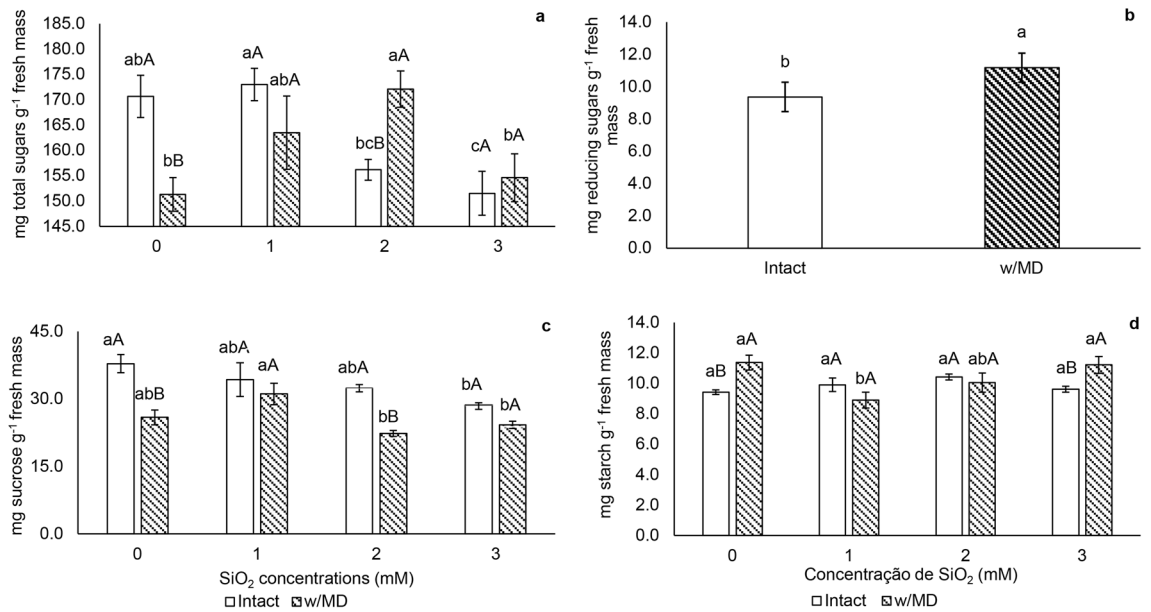 a
mg total sugars g-1 fresh mass
185.0
180.0
175.0
170.0
165.0
160.0
155.0
150.0
145.0
abA
bB
aA
abA
bcB
aA
cA
bA
0 1 2 3
b
mg reducing sugars g-1 fresh
mass
14.0
12.0
10.0
8.0
6.0
4.0
2.0
0.0
b
a
Intact w/MD
c
mg sucrose g-1 fresh mass
45.0
30.0
15.0
0.0
aA
abB
abA
aA
abA
bB
bA
bA
0 1 2 3
SiO2 concentrations (mM)
Intact w/MD
d
mg starch g-1 fresh mass
14.0
12.0
10.0
8.0
6.0
4.0
2.0
0.0
aB
aA
aA
bA
aA
abA
aB
aA
0 1 2 3
Concentração de SiO2 (mM)
Intact w/MD